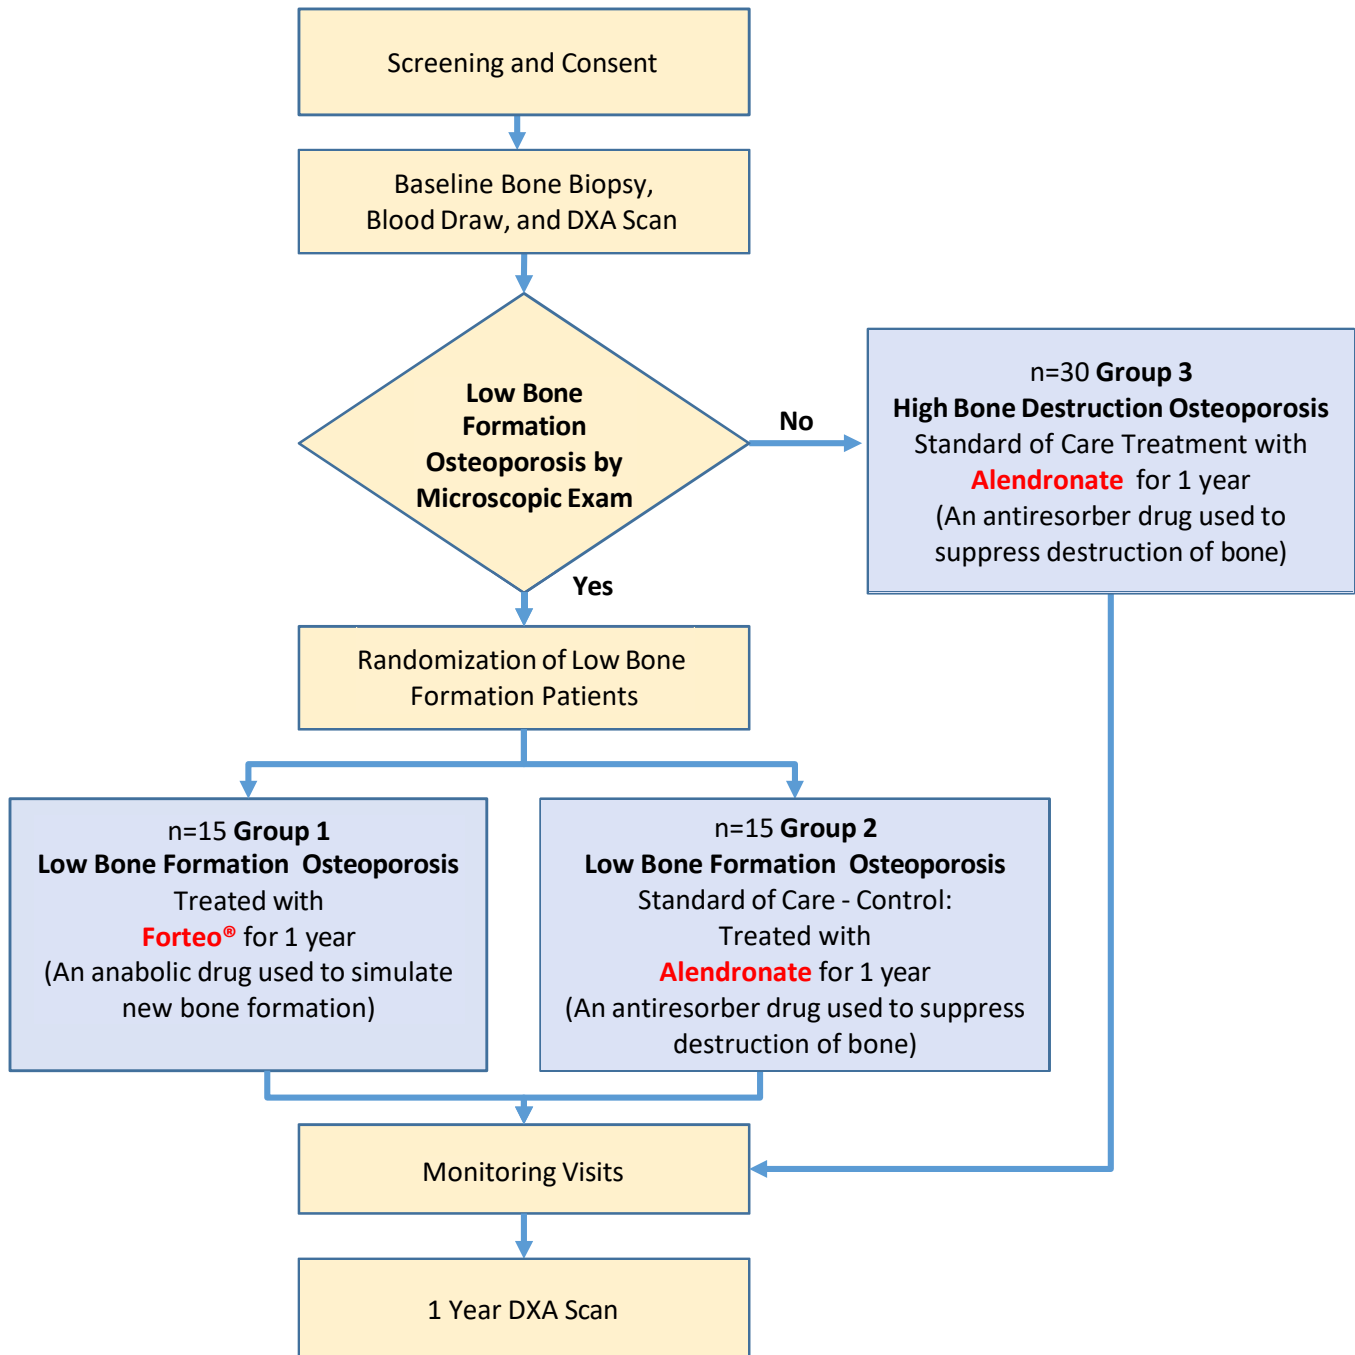 Screening and Consent
Baseline Bone Biopsy,
Blood Draw, and DXA Scan
Low Bone
Formation
Osteoporosis by
Microscopic Exam
No
n=30 Group 3
High Bone Destruction Osteoporosis
Standard of Care Treatment with
Alendronate for 1 year
(An antiresorber drug used to
suppress destruction of bone)
Yes
Randomization of Low Bone
Formation Patients
n=15 Group 1
Low Bone Formation Osteoporosis
Treated with
Forteo® for 1 year
(An anabolic drug used to simulate
new bone formation)
n=15 Group 2
Low Bone Formation Osteoporosis
Standard of Care - Control:
Treated with
Alendronate for 1 year
(An antiresorber drug used to suppress
destruction of bone)
Monitoring Visits
1 Year DXA Scan